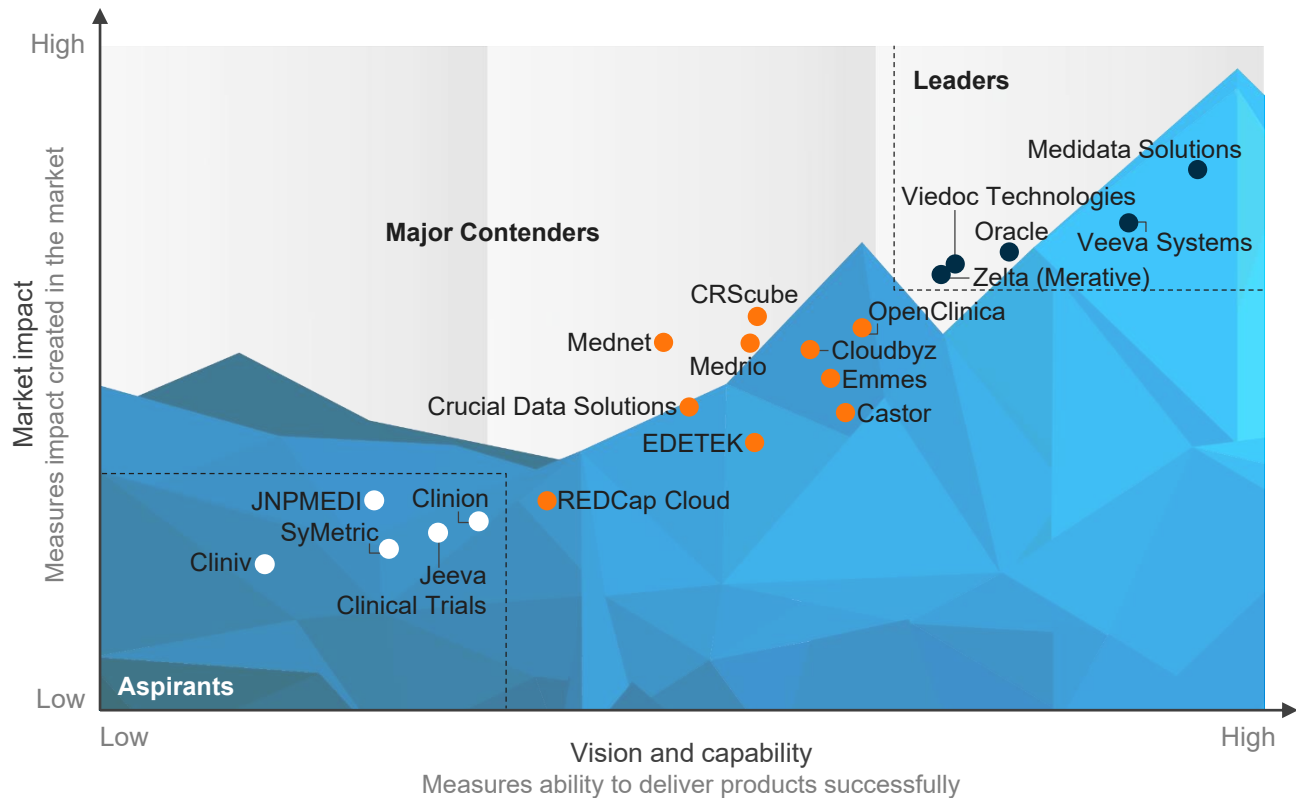 High
Leaders
Medidata Solutions
Viedoc Technologies
Oracle
Veeva Systems
Zelta (Merative)
Major Contenders
CRScube
OpenClinica
Mednet
Medrio
Cloudbyz
Emmes
Crucial Data Solutions
Castor
EDETEK
REDCap Cloud
JNPMEDI
Clinion
SyMetric
Cliniv
Jeeva
Clinical Trials
Aspirants
Market impact
Measures impact created in the market
Low
Low
High
Vision and capability
Measures ability to deliver products successfully